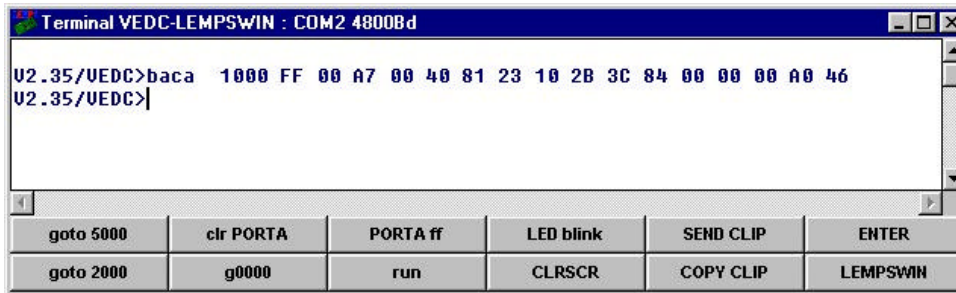 Terminal VEDC-LEMPSWIN : COM2 4800Bd
V2.35/VEDC>baca  1000 FF 00 A7 00 40 81 23 10 2B 3C 84 00 00 00 A0 46
V2.35/VEDC>
goto 5000 clr PORTA PORTA ff LED blink SEND CLIP ENTER
goto 2000 g0000 run CLRSCR COPY CLIP LEMPSWIN